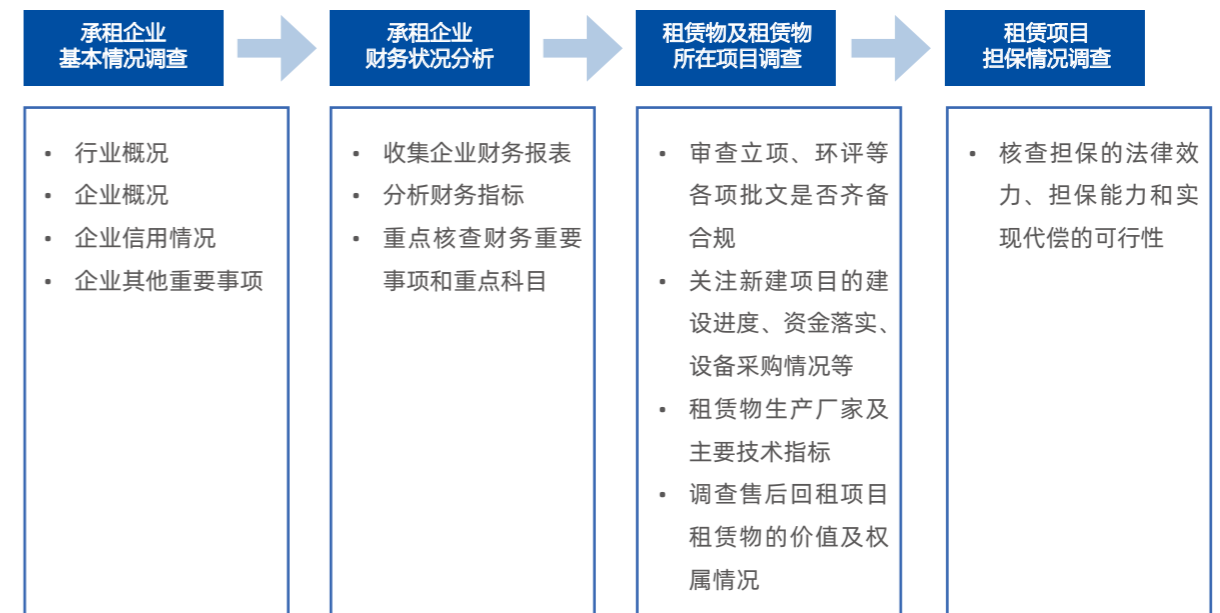 承租企业
基本情况调查
承租企业
财务状况分析
租赁物及租赁物
所在项目调查
租赁项目
担保情况调查
• 行业概况
• 企业概况
• 企业信用情况
• 企业其他重要事项
• 收集企业财务报表
• 分析财务指标
• 重点核查财务重要
事项和重点科目
• 审查立项、环评等
各项批文是否齐备
合规
• 关注新建项目的建
设进度、资金落实、
设备采购情况等
• 租赁物生产厂家及
主要技术指标
• 调查售后回租项目
租赁物的价值及权
属情况
• 核查担保的法律效
力、担保能力和实
现代偿的可行性